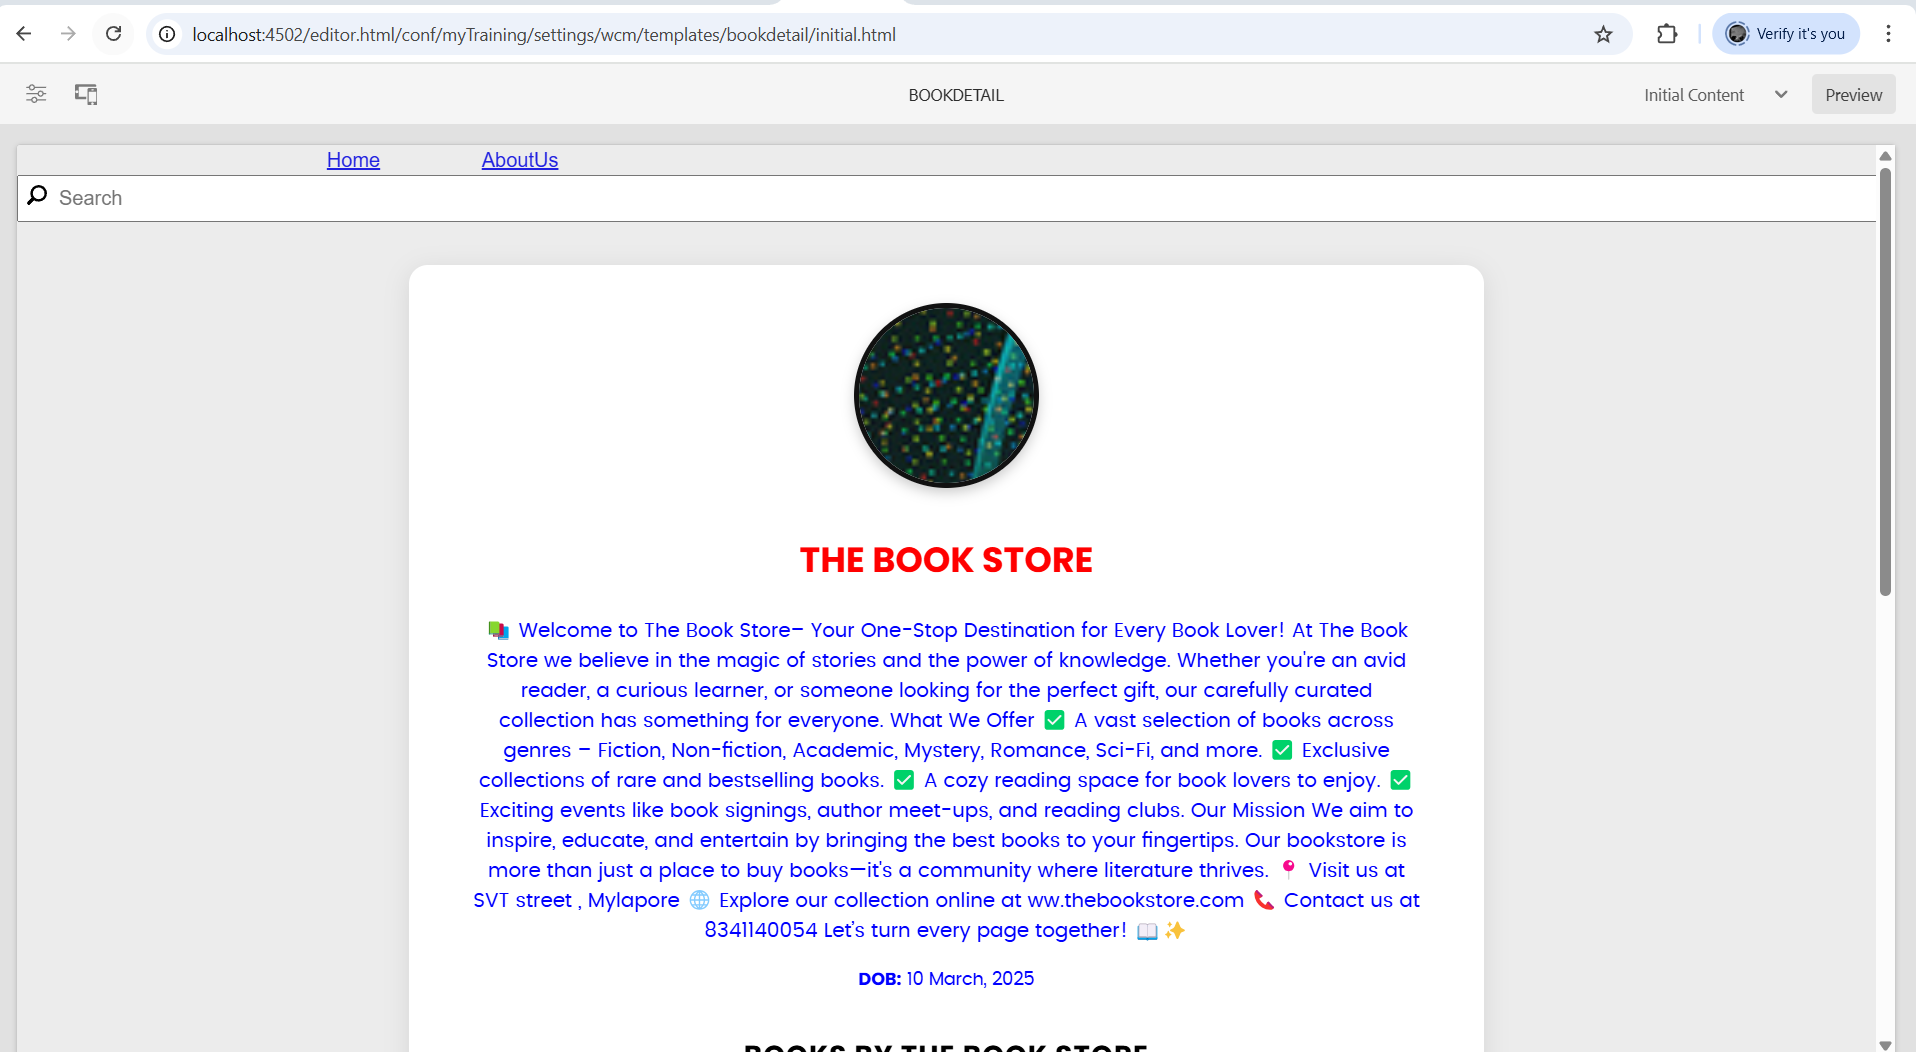 localhost:4502/editor.html/conf/myTraining/settings/wcm/templates/bookdetail/initial.html
Verify it's you
BOOKDETAIL
Initial Content
Preview
Home AboutUs
Search
THE BOOK STORE
📚 Welcome to The Book Store– Your One-Stop Destination for Every Book Lover! At The Book
Store we believe in the magic of stories and the power of knowledge. Whether you're an avid
reader, a curious learner, or someone looking for the perfect gift, our carefully curated
collection has something for everyone. What We Offer ✅ A vast selection of books across
genres – Fiction, Non-fiction, Academic, Mystery, Romance, Sci-Fi, and more. ✅ Exclusive
collections of rare and bestselling books. ✅ A cozy reading space for book lovers to enjoy. ✅
Exciting events like book signings, author meet-ups, and reading clubs. Our Mission We aim to
inspire, educate, and entertain by bringing the best books to your fingertips. Our bookstore is
more than just a place to buy books—it's a community where literature thrives. 📍 Visit us at
SVT street , Mylapore 🌐 Explore our collection online at ww.thebookstore.com 📞 Contact us at
8341140054 Let’s turn every page together! 📖 ✨
DOB: 10 March, 2025
BOOKS BY THE BOOK STORE